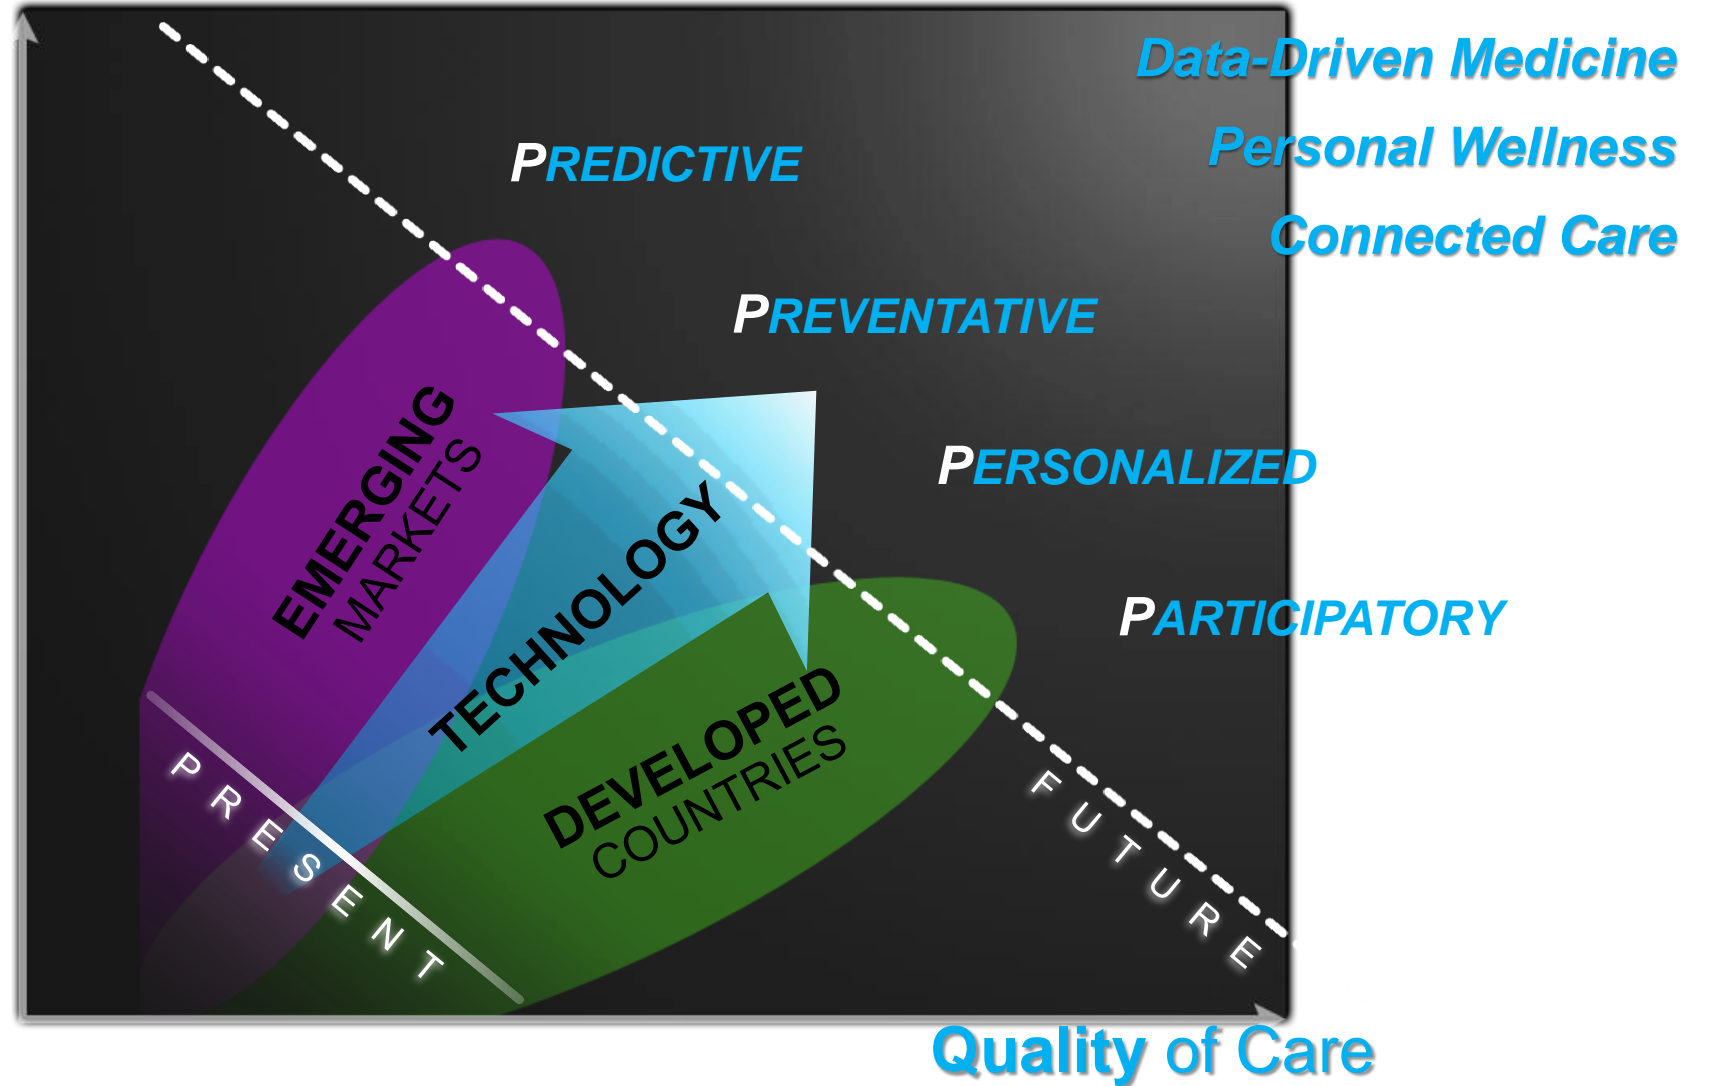 Data-Driven Medicine
Personal Wellness
Connected Care
PREDICTIVE
PREVENTATIVE
PERSONALIZED
PARTICIPATORY
EMERGING
MARKETS
TECHNOLOGY
DEVELOPED
COUNTRIES
PRESENT
FUTURE
Quality of Care